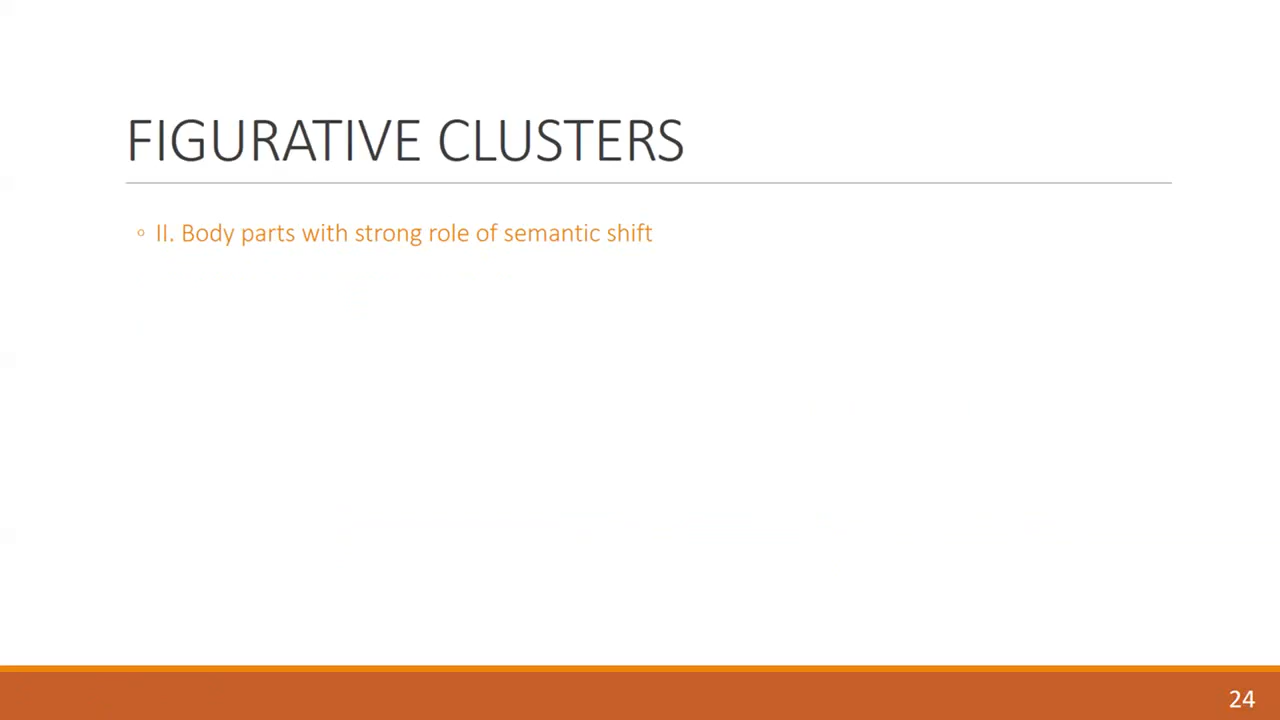 FIGURATIVE CLUSTERS
◦ II. Body parts with strong role of semantic shift
24